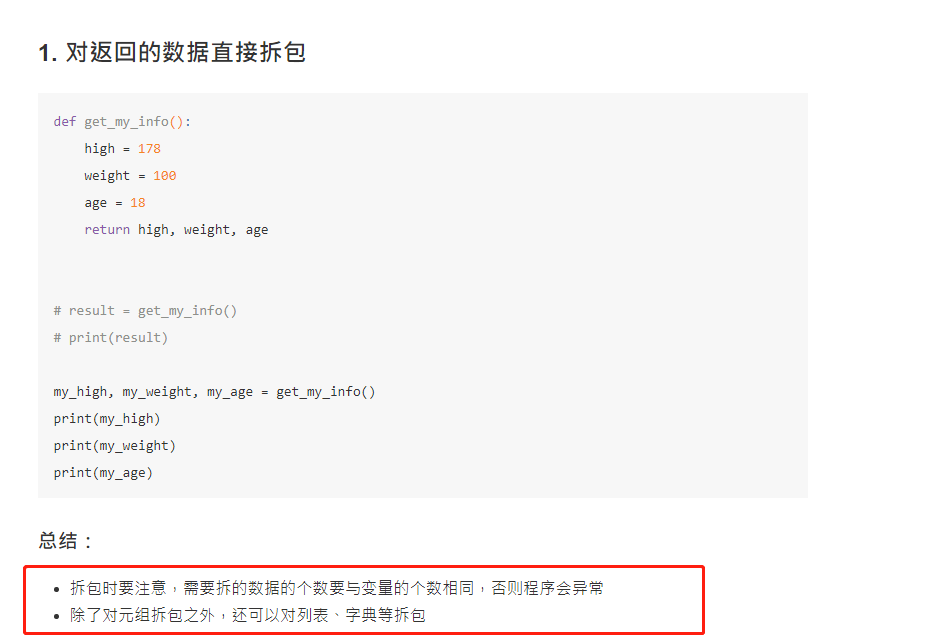 1. 对返回的数据直接拆包
def get_my_info():
    high = 178
    weight = 100
    age = 18
    return high, weight, age
# result = get_my_info()
# print(result)
my_high, my_weight, my_age = get_my_info()
print(my_high)
print(my_weight)
print(my_age)
总结：
• 拆包时要注意，需要拆的数据的个数要与变量的个数相同，否则程序会异常
• 除了对元组拆包之外，还可以对列表、字典等拆包